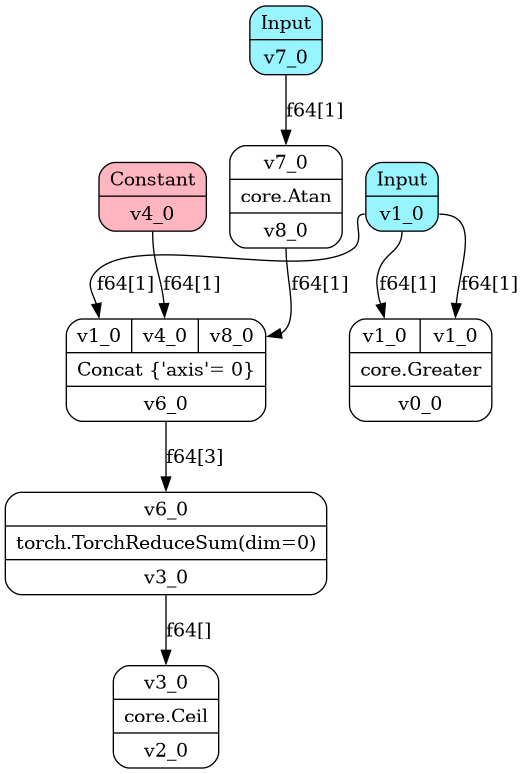 Input
v7_0
f64[1]
v7_0
core.Atan
v8_0
Constant
v4_0
Input
v1_0
f64[1]
f64[1]
f64[1]
f64[1]
f64[1]
v1_0 v4_0 v8_0
Concat {'axis'= 0}
v6_0
v1_0 v1_0
core.Greater
v0_0
f64[3]
v6_0
torch.TorchReduceSum(dim=0)
v3_0
f64[]
v3_0
core.Ceil
v2_0